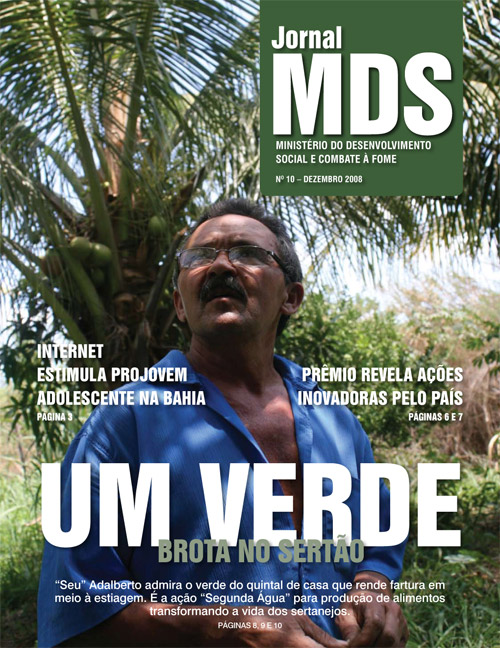 Jornal
MDS
MINISTÉRIO DO DESENVOLVIMENTO
SOCIAL E COMBATE À FOME
Nº 10 – DEZEMBRO 2008
INTERNET
ESTIMULA PROJOVEM
ADOLESCENTE NA BAHIA
PÁGINA 3
PRÊMIO REVELA AÇÕES
INOVADORAS PELO PAÍS
PÁGINAS 6 E 7
UM VERDE
BROTA NO SERTÃO
“Seu” Adalberto admira o verde do quintal de casa que rende fartura em
meio à estiagem. É a ação “Segunda Água” para produção de alimentos
transformando a vida dos sertanejos.
PÁGINAS 8, 9 E 10